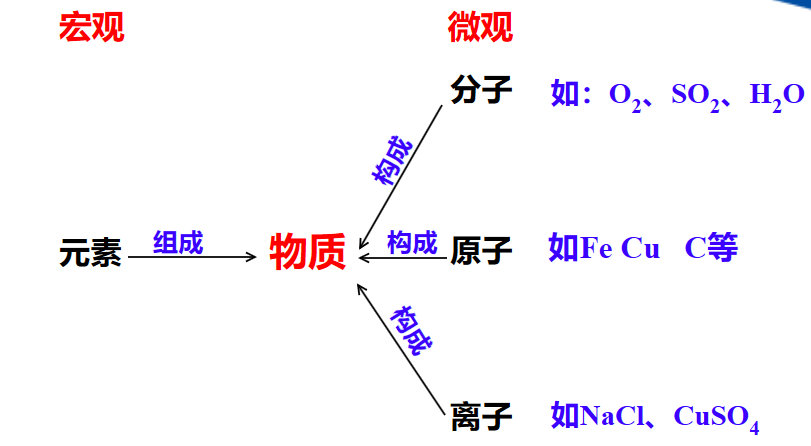 宏观 微观
分子 如：O₂、SO₂、H₂O
构成
元素 组成 物质 构成 原子 如Fe Cu C等
构成
离子 如NaCl、CuSO₄